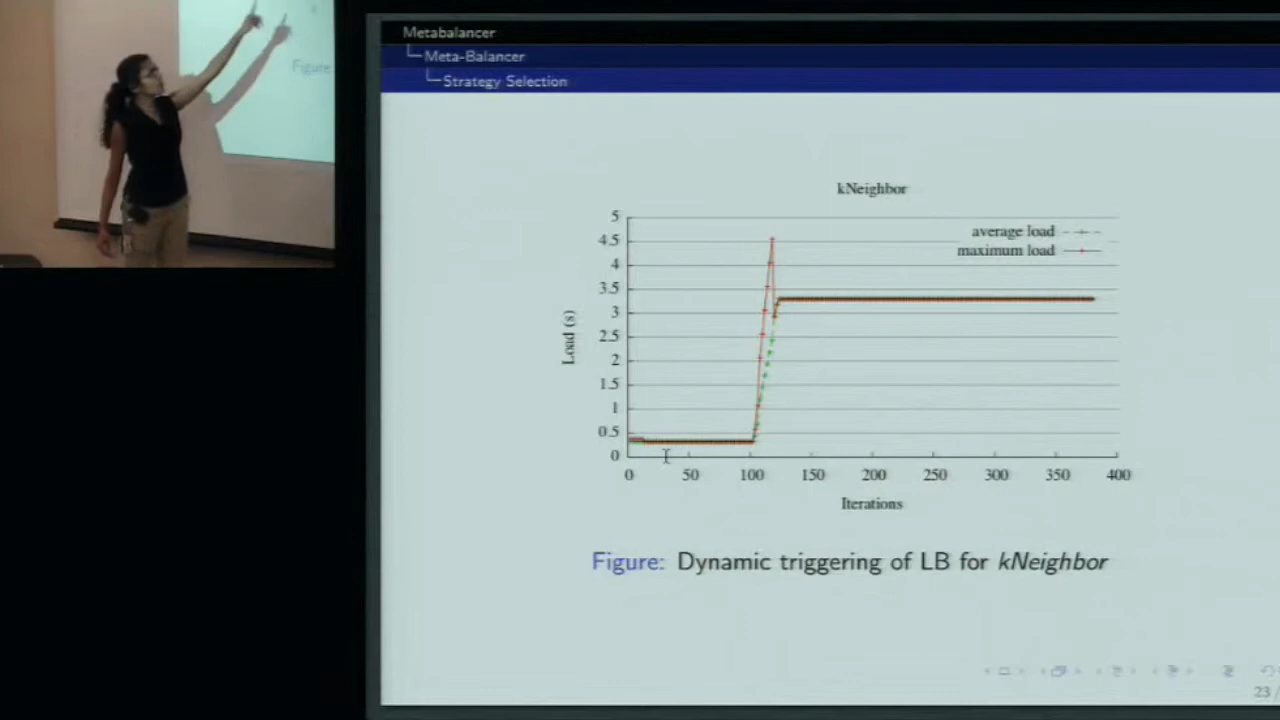 Metabalancer
Meta-Balancer
Strategy Selection
Figure
kNeighbor
average load
maximum load
5
4.5
4
3.5
3
2.5
2
1.5
1
0.5
0
Load (s)
0 50 100 150 200 250 300 350 400
Iterations
Figure: Dynamic triggering of LB for kNeighbor
23 /